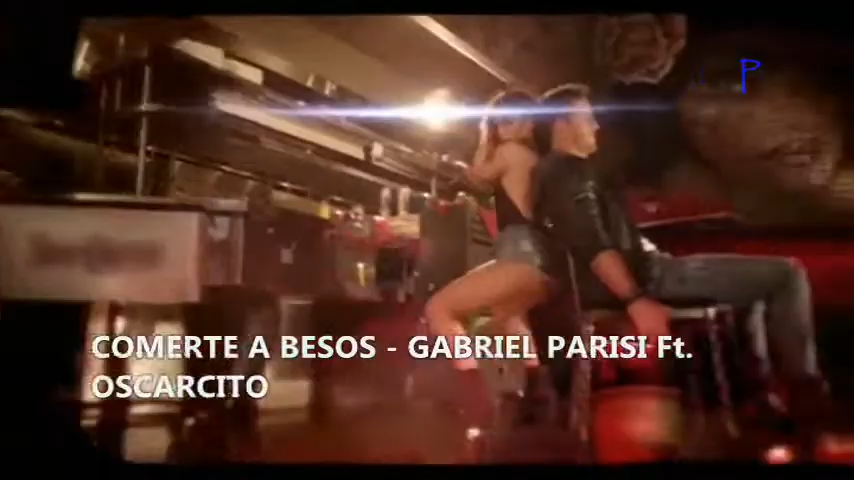 P
COMERTE A BESOS - GABRIEL PARISI Ft.
OSCARCITO